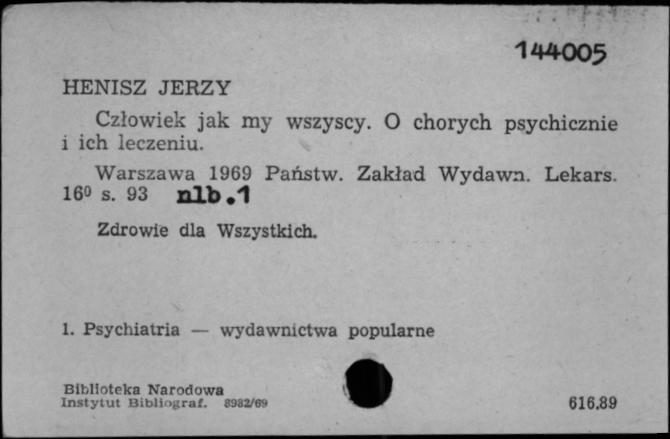 144005
HENISZ JERZY
Człowiek jak my wszyscy. O chorych psychicznie
i ich leczeniu.
Warszawa 1969 Państw. Zakład Wydawn. Lekars.
16⁰ s. 93 nlb.1
Zdrowie dla Wszystkich.
1. Psychiatria — wydawnictwa popularne
Biblioteka Narodowa
Instytut Bibliograf. 8982/69
616.89